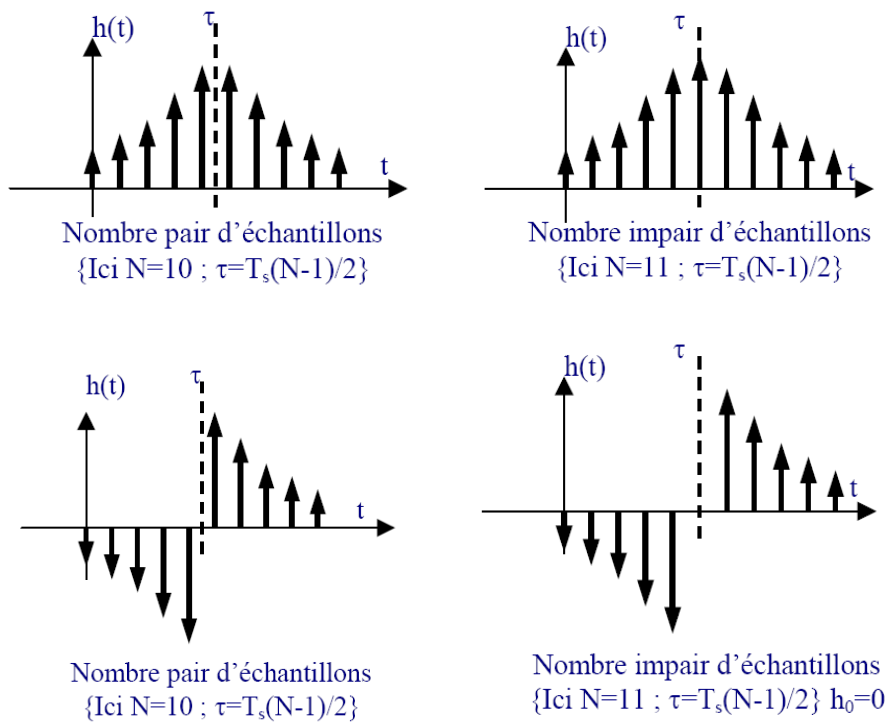 h(t)
τ
t
Nombre pair d’échantillons
{Ici N=10 ; τ=Tₛ(N-1)/2}
h(t)
τ
t
Nombre impair d’échantillons
{Ici N=11 ; τ=Tₛ(N-1)/2}
h(t)
τ
t
Nombre pair d’échantillons
{Ici N=10 ; τ=Tₛ(N-1)/2}
h(t)
τ
t
Nombre impair d’échantillons
{Ici N=11 ; τ=Tₛ(N-1)/2} h₀=0